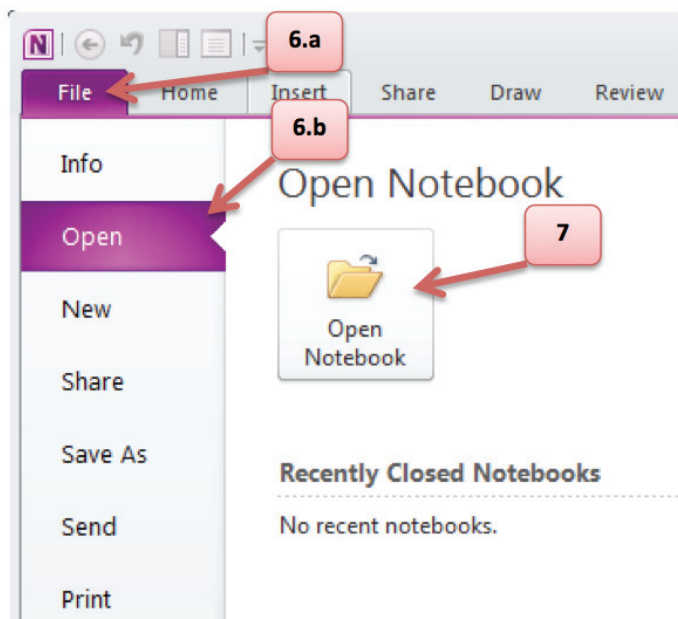 N
6.a
File Home Insert Share Draw Review
6.b
Info
Open Notebook
Open
7
New
Open
Notebook
Share
Save As
Recently Closed Notebooks
Send
No recent notebooks.
Print